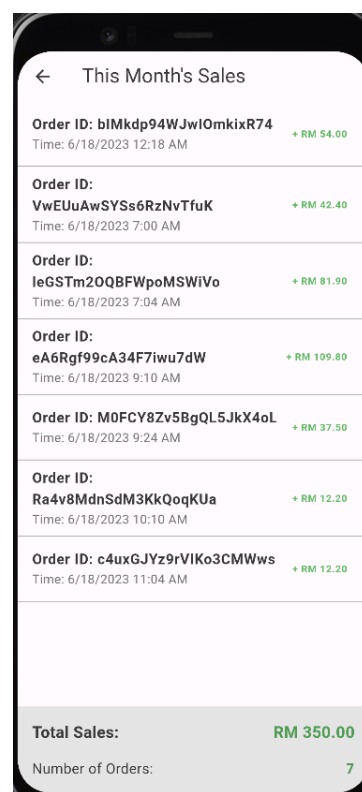 This Month's Sales
Order ID: bIMkdp94WJwIOmkixR74
+ RM 54.00
Time: 6/18/2023 12:18 AM
Order ID:
VwEUuAwSYSs6RzNvTfuK
+ RM 42.40
Time: 6/18/2023 7:00 AM
Order ID:
IeGSTm2OQBFWpoMSWiVo
+ RM 81.90
Time: 6/18/2023 7:04 AM
Order ID:
eA6Rgf99cA34F7iwu7dW
+ RM 109.80
Time: 6/18/2023 9:10 AM
Order ID: M0FCY8Zv5BgQL5JkX4oL
+ RM 37.50
Time: 6/18/2023 9:24 AM
Order ID:
Ra4v8MdnSdM3KkQoqKUa
+ RM 12.20
Time: 6/18/2023 10:10 AM
Order ID: c4uxGJYz9rVIKo3CMWws
+ RM 12.20
Time: 6/18/2023 11:04 AM
Total Sales: RM 350.00
Number of Orders: 7